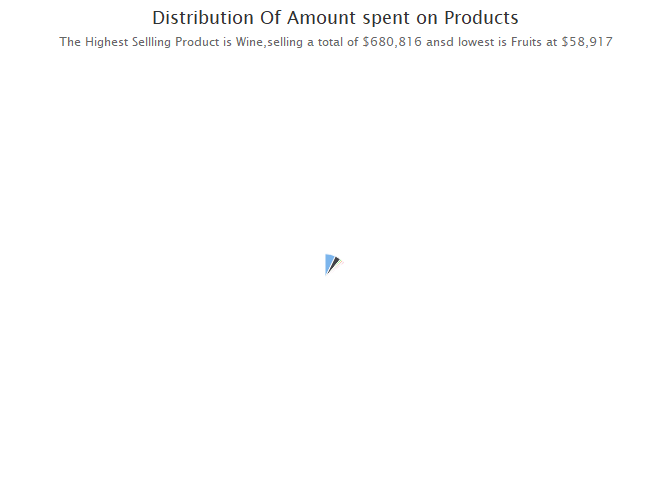 Distribution Of Amount spent on Products
The Highest Sellling Product is Wine,selling a total of $680,816 ansd lowest is Fruits at $58,917